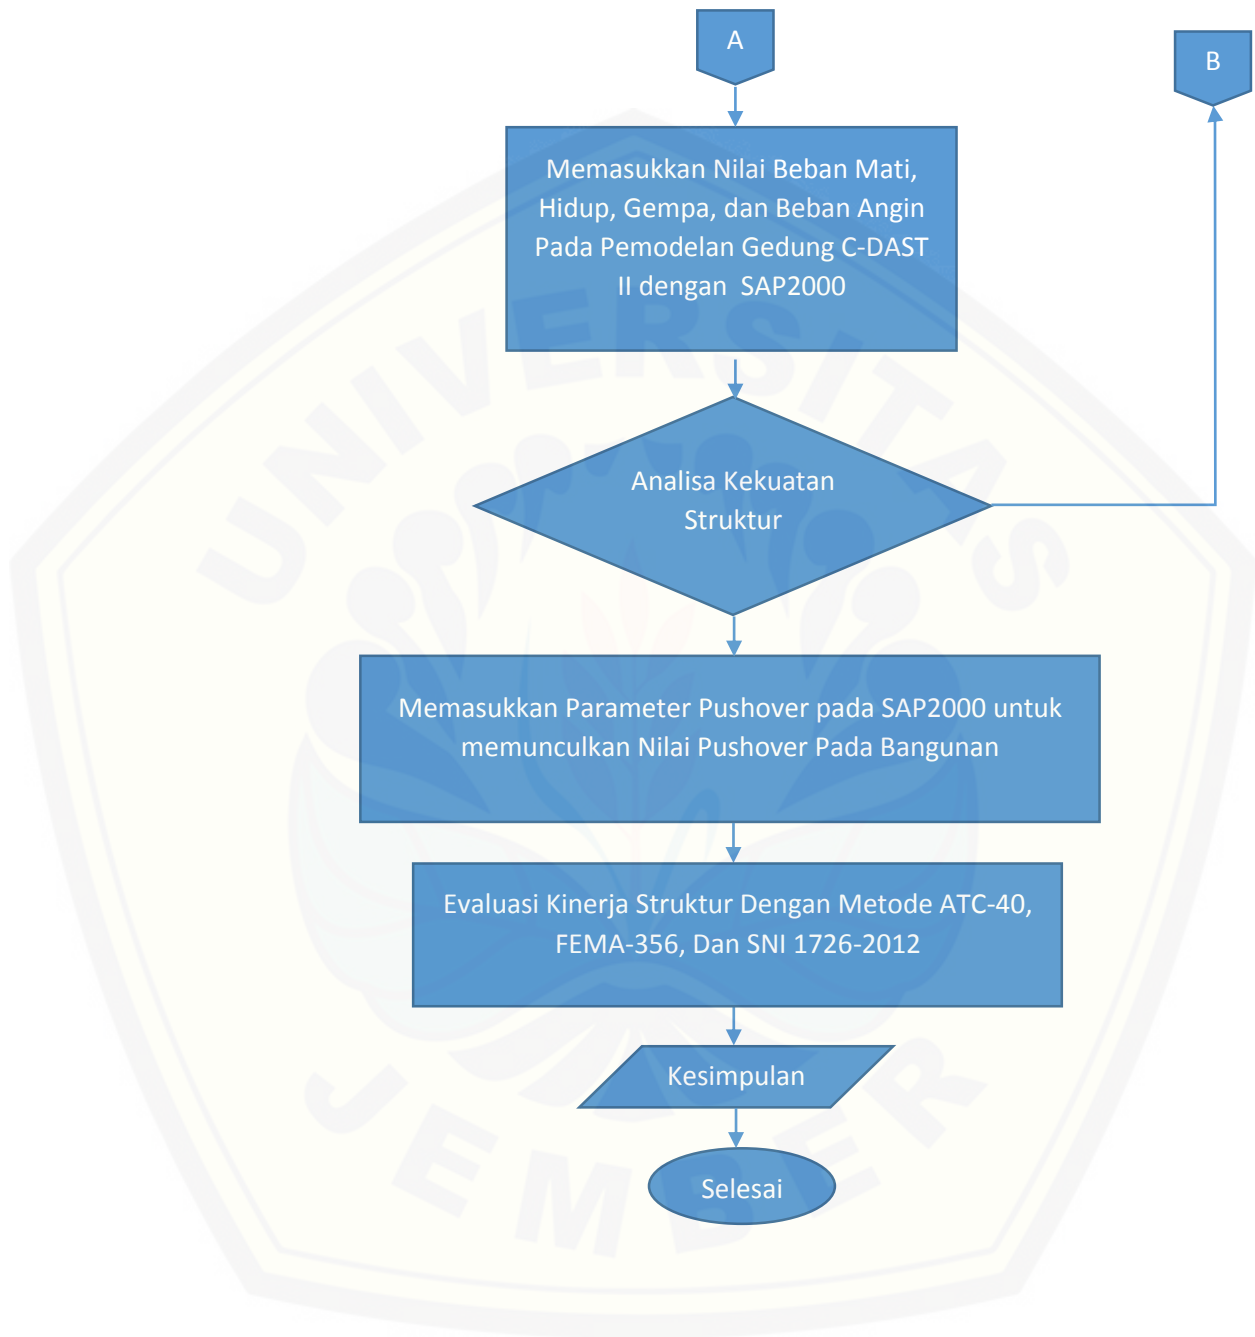 A
B
Memasukkan Nilai Beban Mati,
Hidup, Gempa, dan Beban Angin
Pada Pemodelan Gedung C-DAST
II dengan SAP2000
Analisa Kekuatan
Struktur
Memasukkan Parameter Pushover pada SAP2000 untuk
memunculkan Nilai Pushover Pada Bangunan
Evaluasi Kinerja Struktur Dengan Metode ATC-40,
FEMA-356, Dan SNI 1726-2012
Kesimpulan
Selesai
UNIVERSITAS
JEMBER